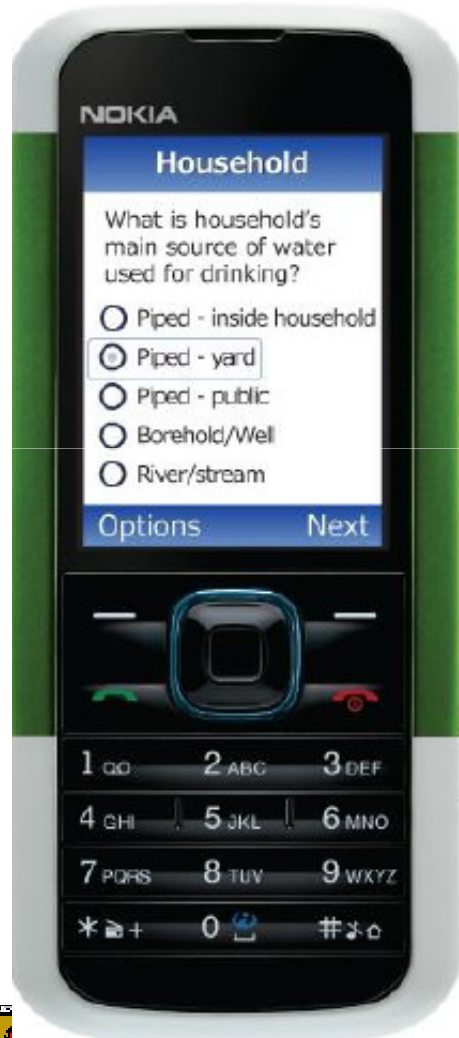 NOKIA
Household
What is household's
main source of water
used for drinking?
Piped - inside household
Piped - yard
Piped - public
Borehold/Well
River/stream
Options Next
1 QO 2 ABC 3 DEF
4 GHI 5 JKL 6 MNO
7 PQRS 8 TUV 9 WXYZ
* + 0 #